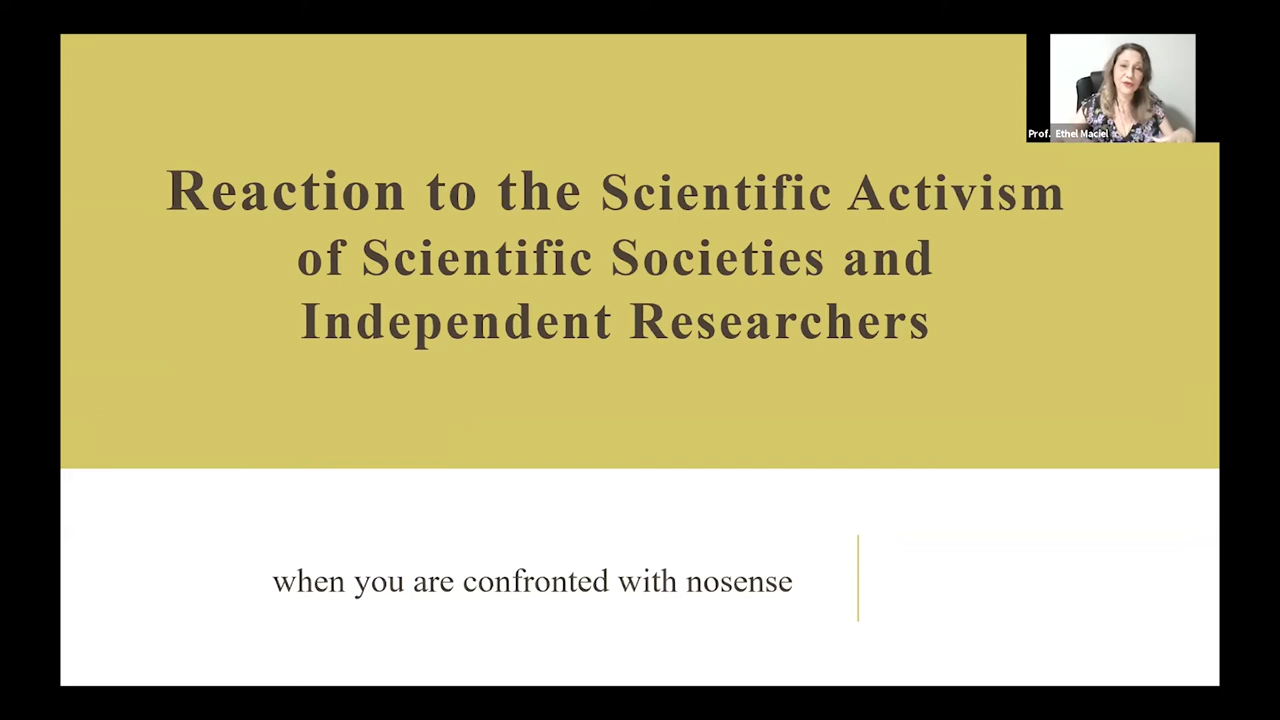 Prof. Ethel Maciel
Reaction to the Scientific Activism
of Scientific Societies and
Independent Researchers
when you are confronted with nosense